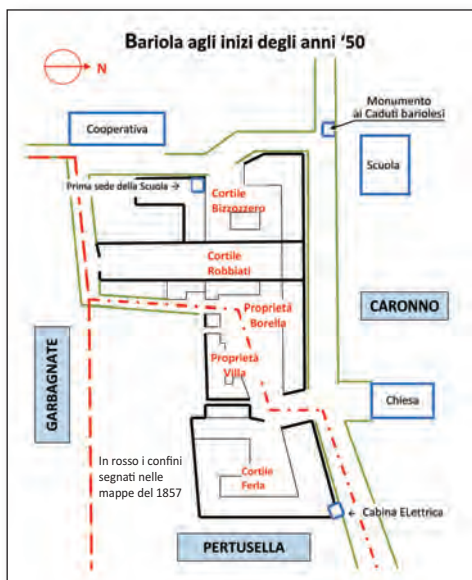 Bariola agli inizi degli anni ‘50
N
Monumento
ai Caduti bariolesi
Cooperativa
Scuola
Prima sede della Scuola →
Cortile
Bizzozzero
Cortile
Robbiati
Proprietà
Borella
CARONNO
GARBAGNATE
Proprietà
Villa
Chiesa
In rosso i confini
segnati nelle
mappe del 1857
Cortile
Ferla
← Cabina ELettrica
PERTUSELLA